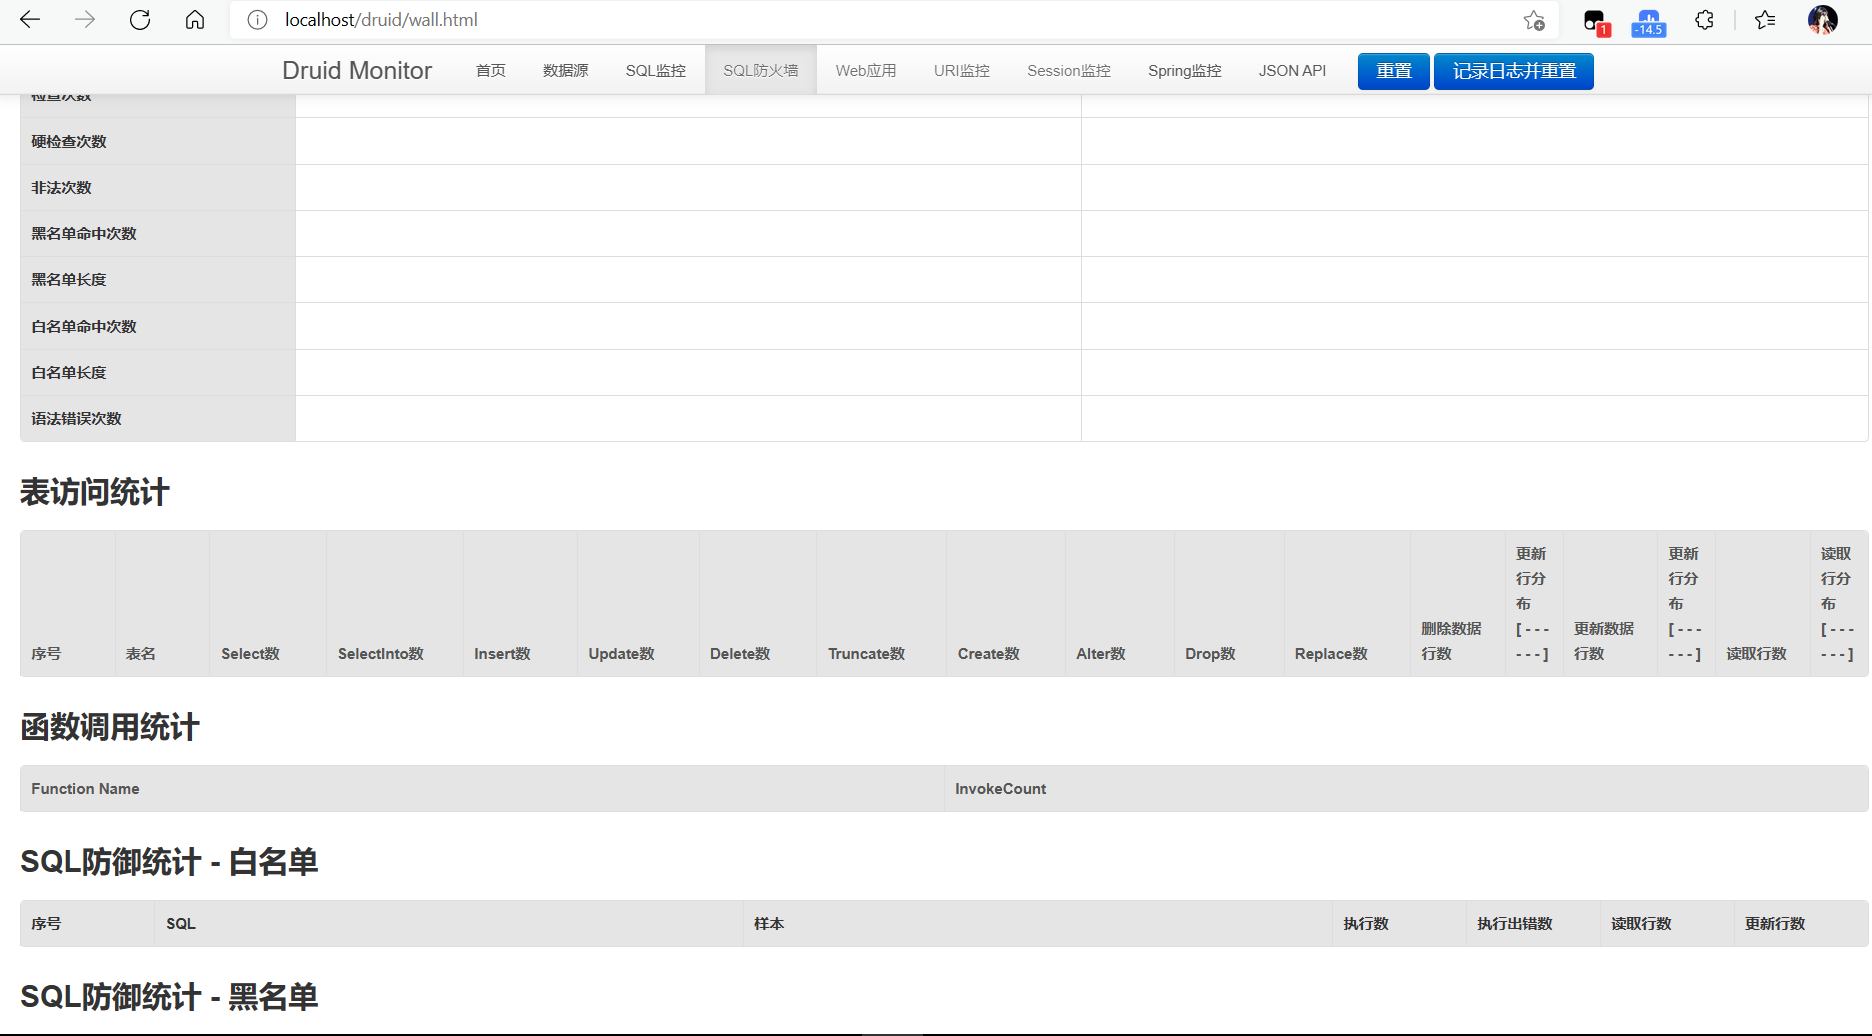 localhost/druid/wall.html
1
-14.5
Druid Monitor 首页 数据源 SQL监控 SQL防火墙 Web应用 URI监控 Session监控 Spring监控 JSON API 重置 记录日志并重置
检查次数
硬检查次数
非法次数
黑名单命中次数
黑名单长度
白名单命中次数
白名单长度
语法错误次数
表访问统计
序号 表名 Select数 SelectInto数 Insert数 Update数 Delete数 Truncate数 Create数 Alter数 Drop数 Replace数
删除数据
行数
更新
行分
布
[---
---]
更新数据
行数
更新
行分
布
[---
---]
读取行数
读取
行分
布
[---
---]
函数调用统计
Function Name InvokeCount
SQL防御统计 - 白名单
序号 SQL 样本 执行数 执行出错数 读取行数 更新行数
SQL防御统计 - 黑名单